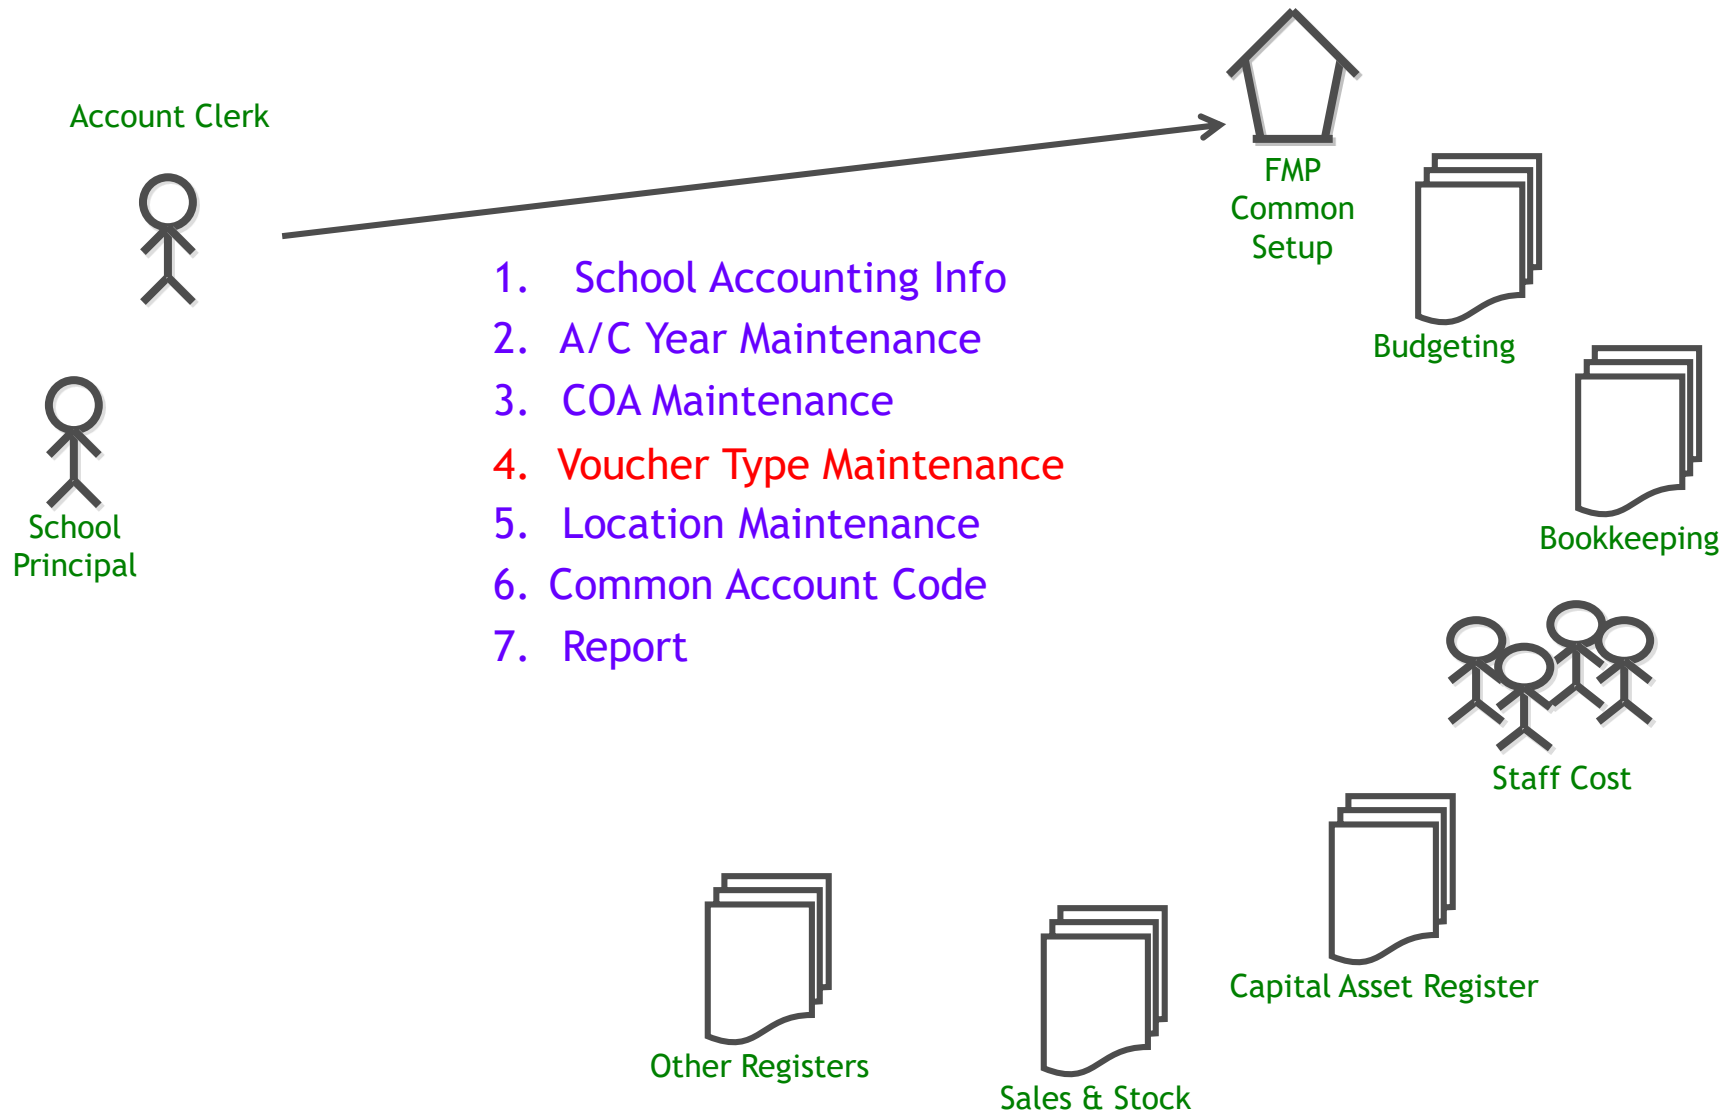 Account Clerk
FMP
Common
Setup
1. School Accounting Info
2. A/C Year Maintenance
Budgeting
3. COA Maintenance
4. Voucher Type Maintenance
School
Principal
5. Location Maintenance
Bookkeeping
6. Common Account Code
7. Report
Staff Cost
Capital Asset Register
Other Registers
Sales & Stock